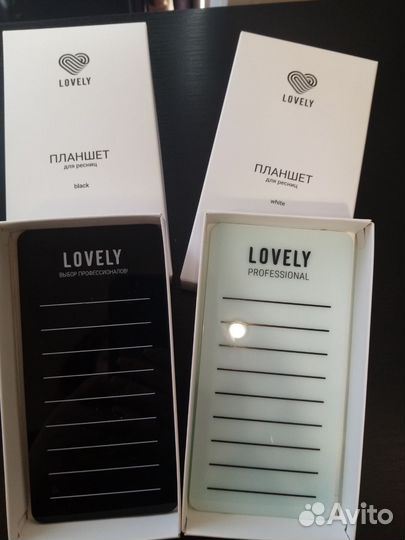 LOVELY
ПЛАНШЕТ
для ресниц
black
LOVELY
ПЛАНШЕТ
для ресниц
white
LOVELY
ВЫБОР ПРОФЕССИОНАЛОВ!
LOVELY
PROFESSIONAL
Avito